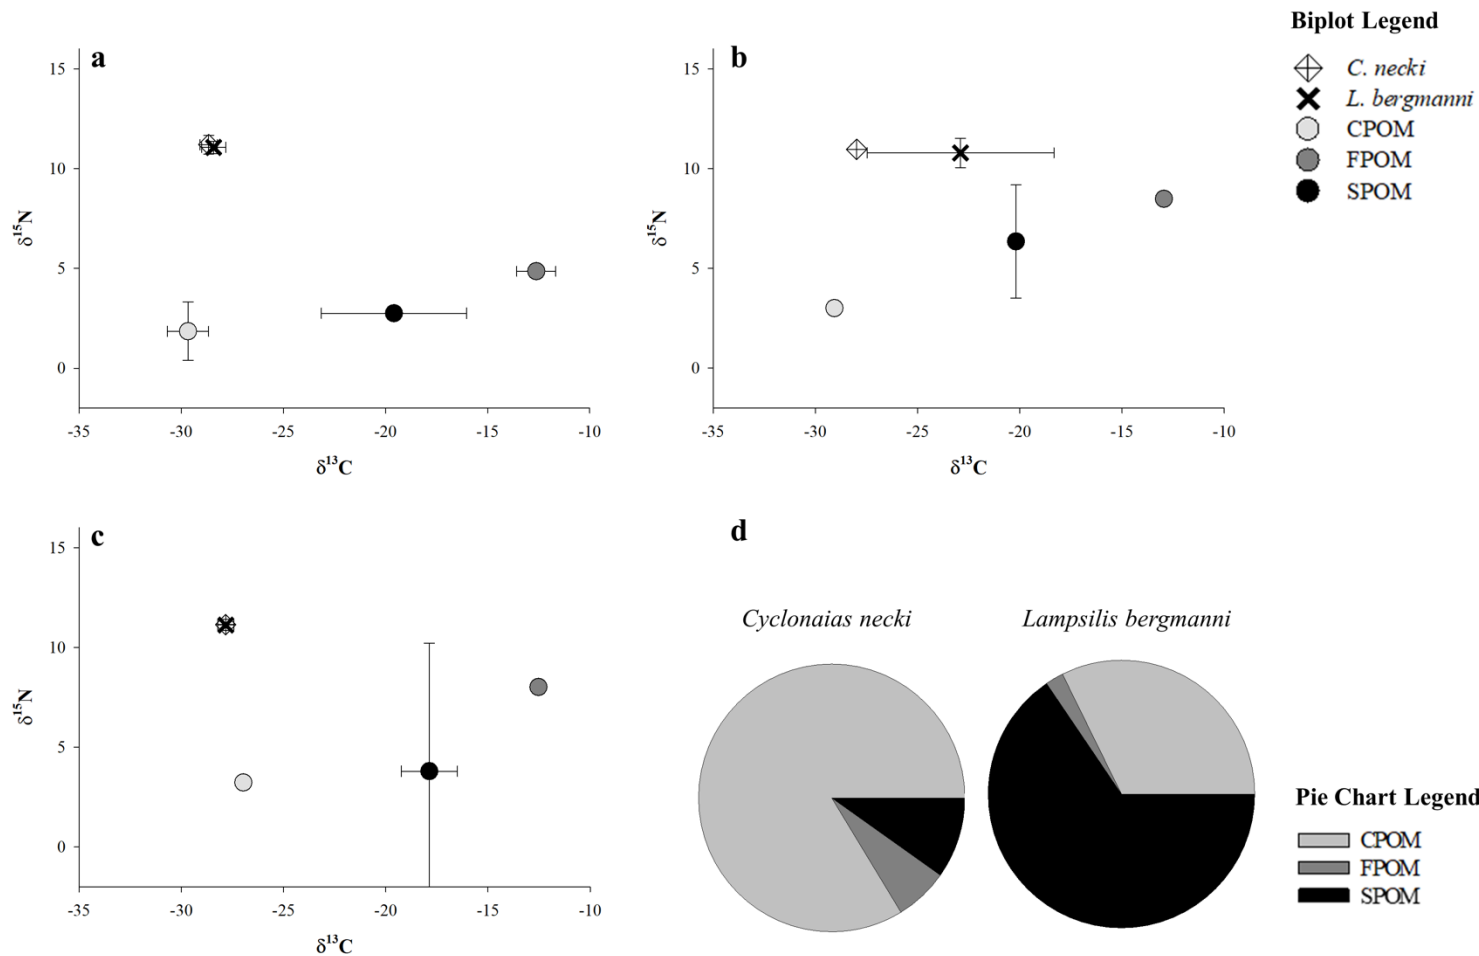 a
15
10
5
0
δ15N
-35 -30 -25 -20 -15 -10
δ13C
b
15
10
5
0
δ15N
-35 -30 -25 -20 -15 -10
δ13C
Biplot Legend
C. necki
L. bergmanni
CPOM
FPOM
SPOM
c
15
10
5
0
δ15N
-35 -30 -25 -20 -15 -10
δ13C
d
Cyclonaias necki
Lampsilis bergmanni
Pie Chart Legend
CPOM
FPOM
SPOM